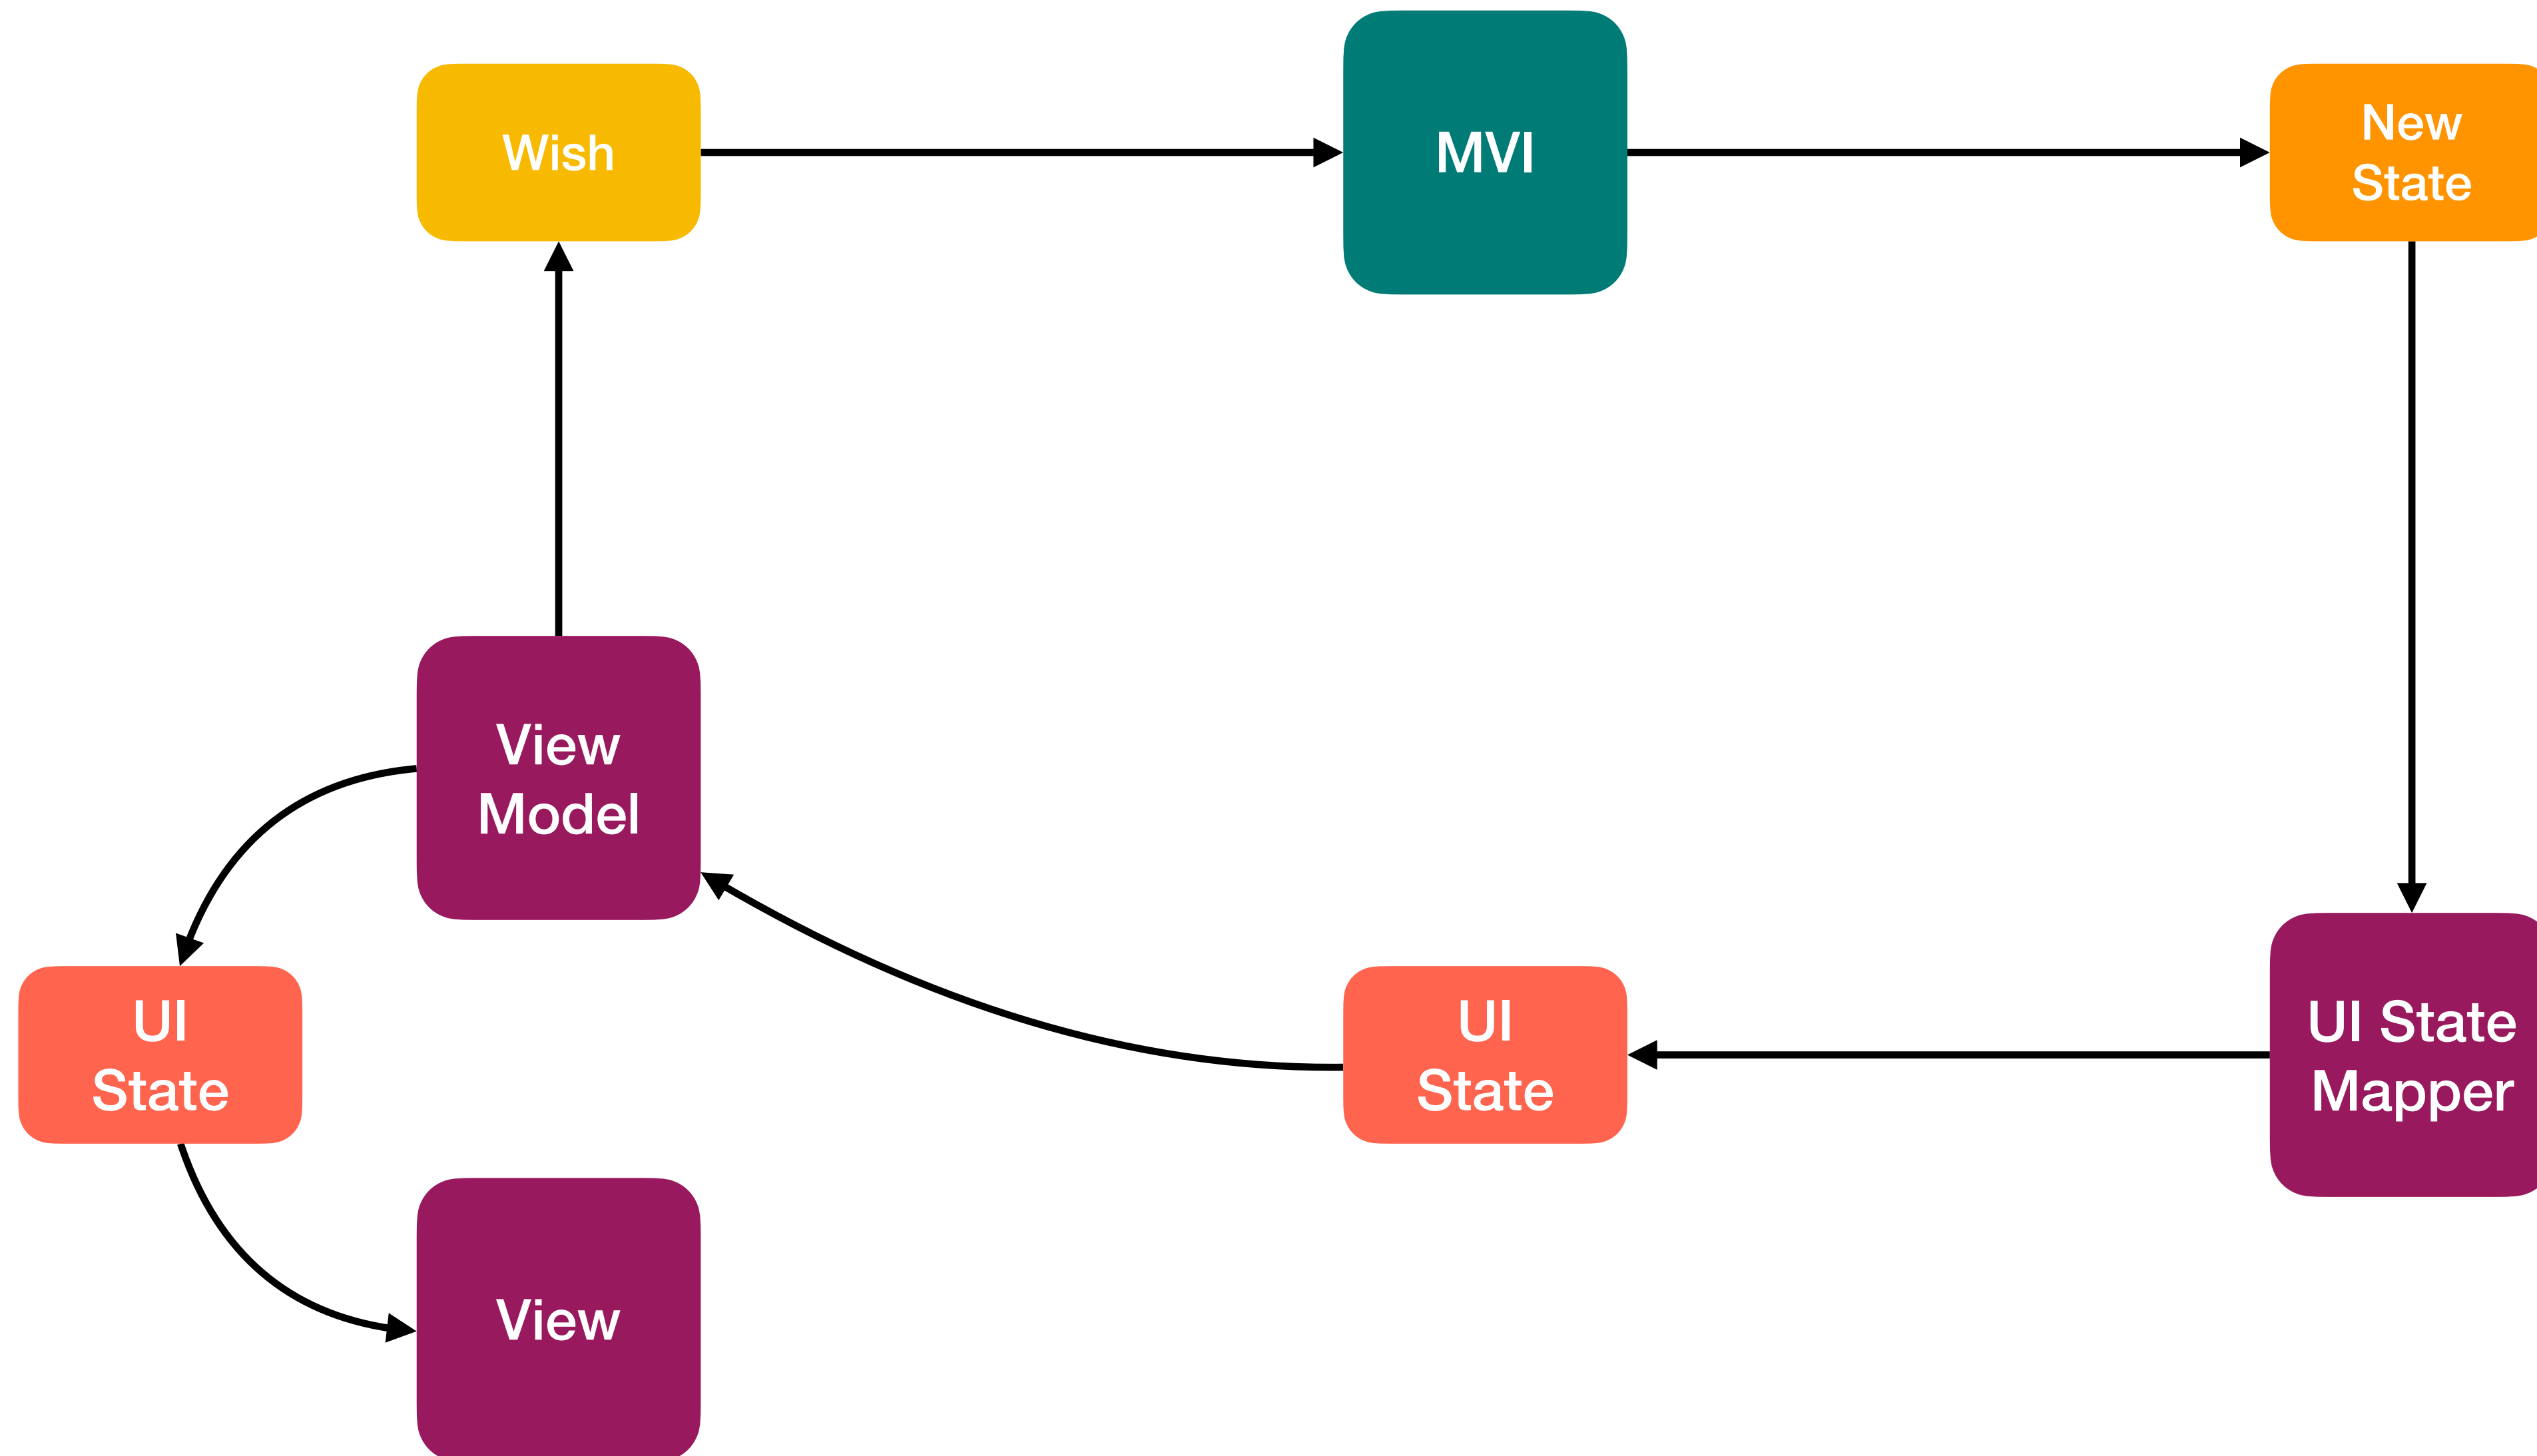 Wish
MVI
New
State
View
Model
UI
State
UI
State
UI State
Mapper
View